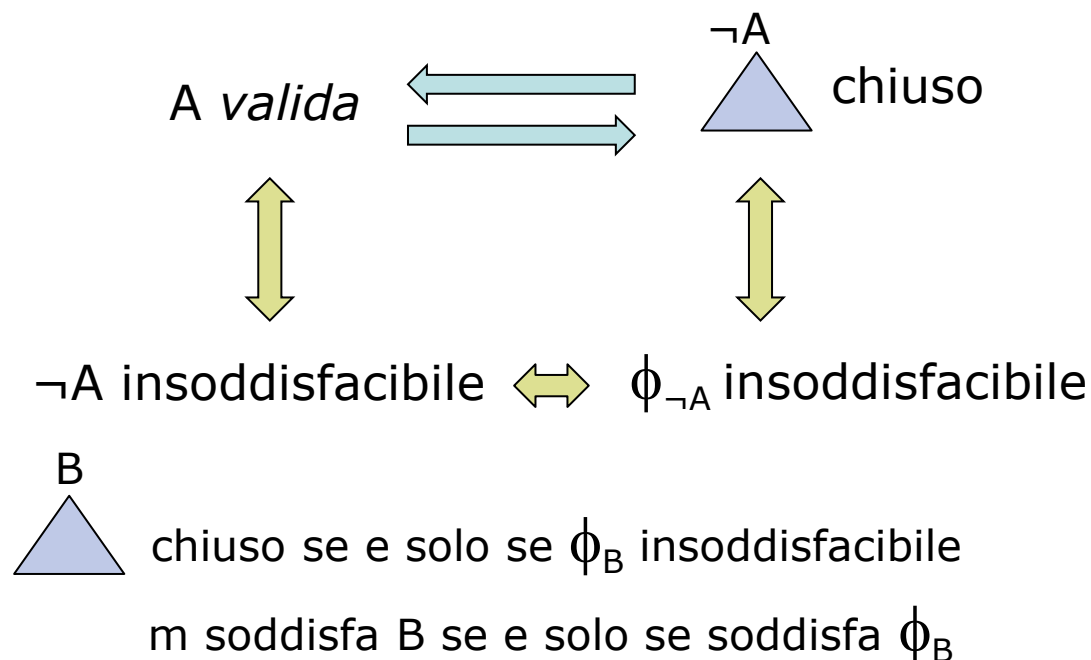 ¬A
A valida
chiuso
¬A insoddisfacibile
ϕ¬A insoddisfacibile
B
chiuso se e solo se ϕB insoddisfacibile
m soddisfa B se e solo se soddisfa ϕB